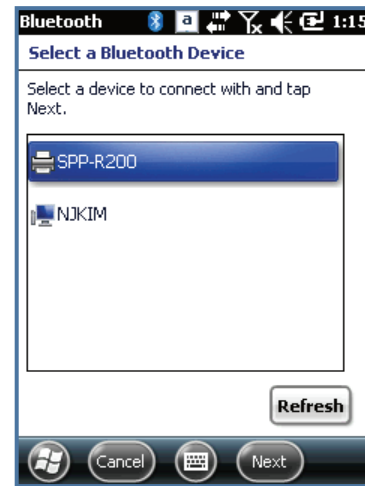 Bluetooth a 1:15
Select a Bluetooth Device
Select a device to connect with and tap
Next.
SPP-R200
NJKIM
Refresh
Cancel Next